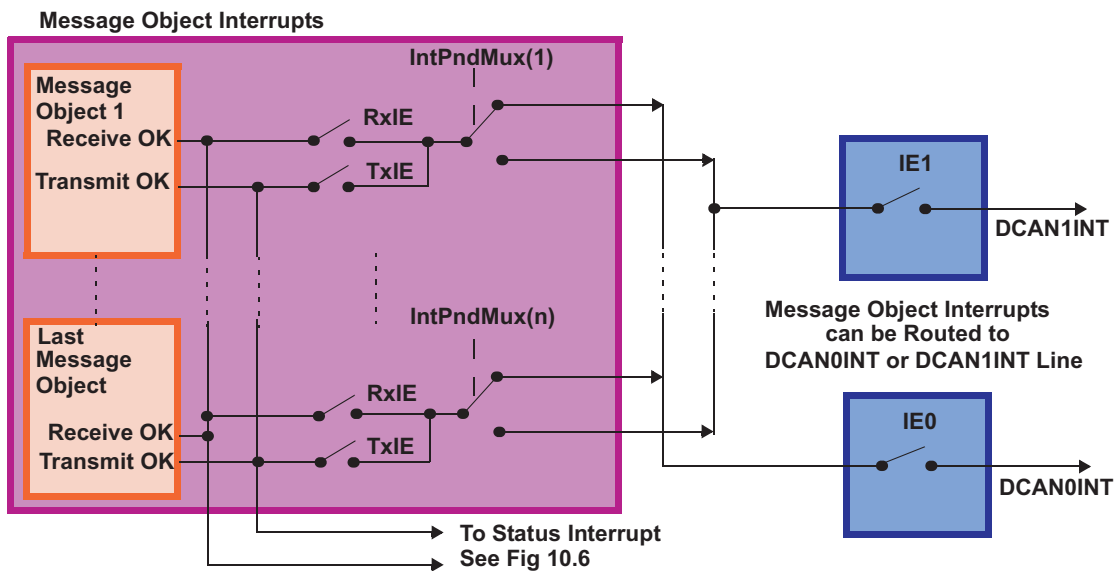 Message Object Interrupts
IntPndMux(1)
Message
Object 1
Receive OK
RxIE
Transmit OK
TxIE
IE1
DCAN1INT
IntPndMux(n)
Message Object Interrupts
can be Routed to
DCAN0INT or DCAN1INT Line
Last
Message
Object
RxIE
Receive OK
TxIE
Transmit OK
IE0
DCAN0INT
To Status Interrupt
See Fig 10.6